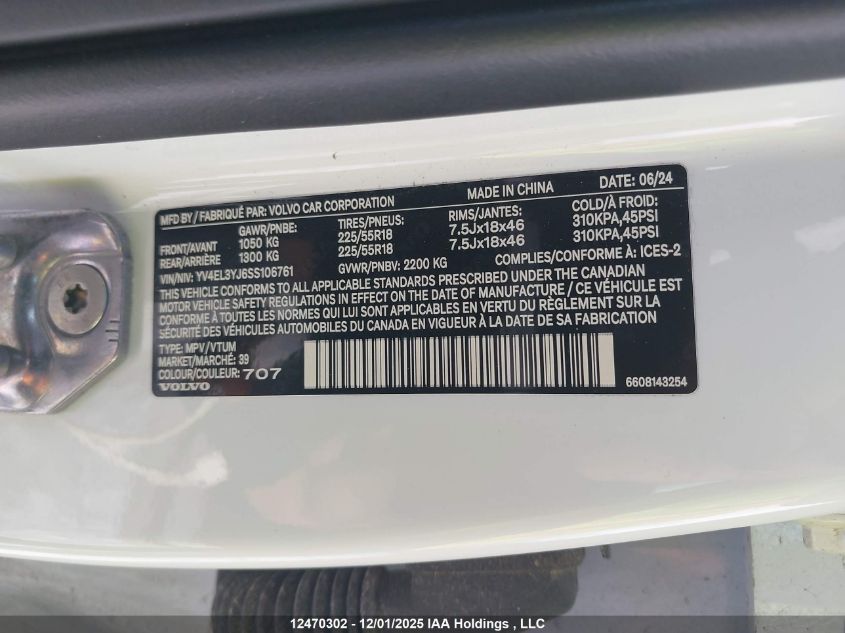 MFD BY / FABRIQUÉ PAR: VOLVO CAR CORPORATION MADE IN CHINA DATE: 06/24
GAWR/PNBE: TIRES/PNEUS: RIMS/JANTES: COLD/À FROID:
FRONT/AVANT 1050 KG 225/55R18 7.5Jx18x46 310KPA,45PSI
REAR/ARRIÈRE 1300 KG 225/55R18 7.5Jx18x46 310KPA,45PSI
GVWR/PNBV: 2200 KG COMPLIES/CONFORME À: ICES-2
VIN/NIV: YV4EL3YJ6SS106761
THIS VEHICLE CONFORMS TO ALL APPLICABLE STANDARDS PRESCRIBED UNDER THE CANADIAN
MOTOR VEHICLE SAFETY REGULATIONS IN EFFECT ON THE DATE OF MANUFACTURE / CE VÉHICULE EST
CONFORME À TOUTES LES NORMES QUI LUI SONT APPLICABLES EN VERTU DU RÈGLEMENT SUR LA
SÉCURITÉ DES VÉHICULES AUTOMOBILES DU CANADA EN VIGUEUR À LA DATE DE SA FABRICATION
TYPE: MPV/VTUM
MARKET/MARCHÉ: 39
COLOUR/COULEUR: 707
VOLVO
6608143254
12470302 - 12/01/2025 IAA Holdings , LLC